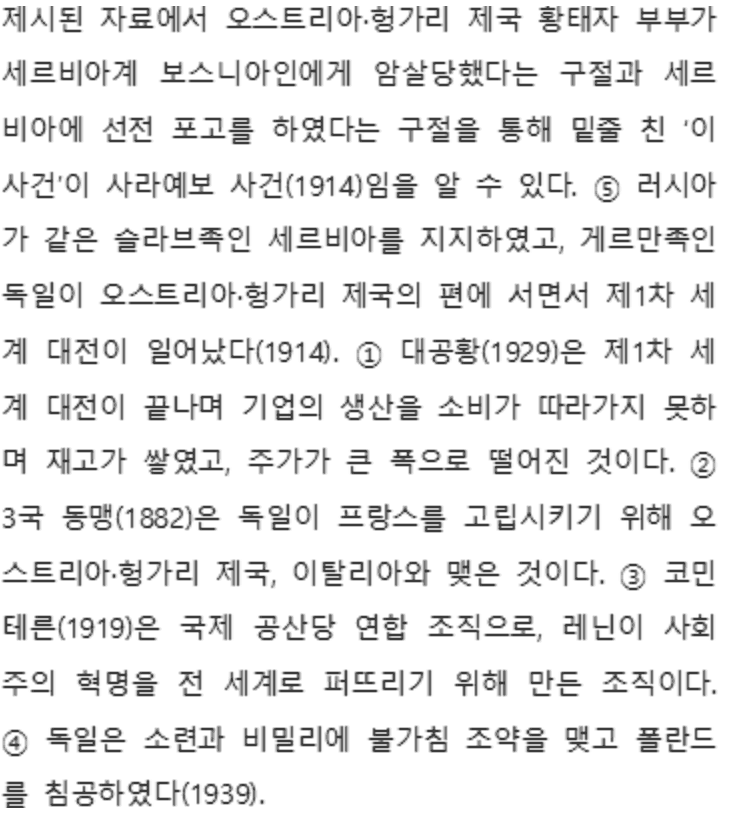 제시된 자료에서 오스트리아·헝가리 제국 황태자 부부가
세르비아계 보스니아인에게 암살당했다는 구절과 세르
비아에 선전 포고를 하였다는 구절을 통해 밑줄 친 '이
사건'이 사라예보 사건(1914)임을 알 수 있다. ⑤ 러시아
가 같은 슬라브족인 세르비아를 지지하였고, 게르만족인
독일이 오스트리아·헝가리 제국의 편에 서면서 제1차 세
계 대전이 일어났다(1914). ① 대공황(1929)은 제1차 세
계 대전이 끝나며 기업의 생산을 소비가 따라가지 못하
며 재고가 쌓였고, 주가가 큰 폭으로 떨어진 것이다. ②
3국 동맹(1882)은 독일이 프랑스를 고립시키기 위해 오
스트리아·헝가리 제국, 이탈리아와 맺은 것이다. ③ 코민
테른(1919)은 국제 공산당 연합 조직으로, 레닌이 사회
주의 혁명을 전 세계로 퍼뜨리기 위해 만든 조직이다.
④ 독일은 소련과 비밀리에 불가침 조약을 맺고 폴란드
를 침공하였다(1939).